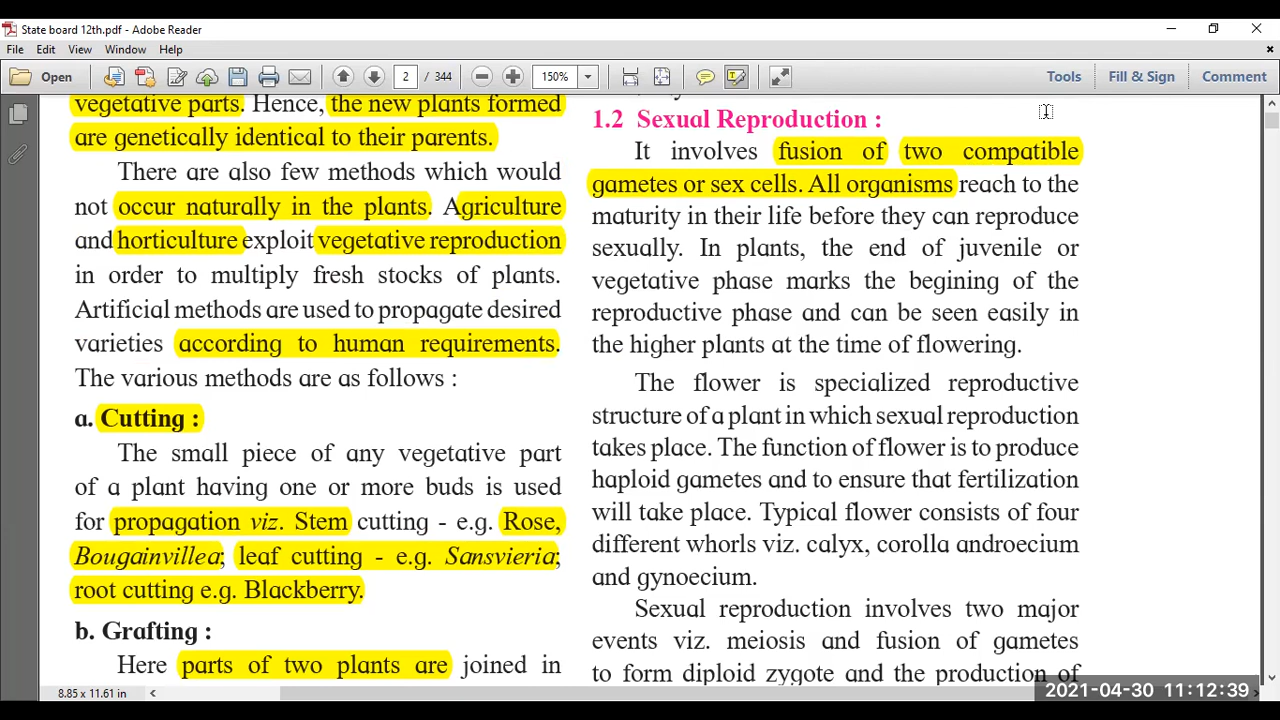 State board 12th.pdf - Adobe Reader
File Edit View Window Help
Open 2 / 344 150% Tools Fill & Sign Comment
vegetative parts. Hence, the new plants formed
are genetically identical to their parents.
There are also few methods which would
not occur naturally in the plants. Agriculture
and horticulture exploit vegetative reproduction
in order to multiply fresh stocks of plants.
Artificial methods are used to propagate desired
varieties according to human requirements.
The various methods are as follows :
a. Cutting :
The small piece of any vegetative part
of a plant having one or more buds is used
for propagation viz. Stem cutting - e.g. Rose,
Bougainvillea; leaf cutting - e.g. Sansvieria;
root cutting e.g. Blackberry.
b. Grafting :
Here parts of two plants are joined in
1.2 Sexual Reproduction :
It involves fusion of two compatible
gametes or sex cells. All organisms reach to the
maturity in their life before they can reproduce
sexually. In plants, the end of juvenile or
vegetative phase marks the begining of the
reproductive phase and can be seen easily in
the higher plants at the time of flowering.
The flower is specialized reproductive
structure of a plant in which sexual reproduction
takes place. The function of flower is to produce
haploid gametes and to ensure that fertilization
will take place. Typical flower consists of four
different whorls viz. calyx, corolla androecium
and gynoecium.
Sexual reproduction involves two major
events viz. meiosis and fusion of gametes
to form diploid zygote and the production of
8.85 x 11.61 in
2021-04-30 11:12:39